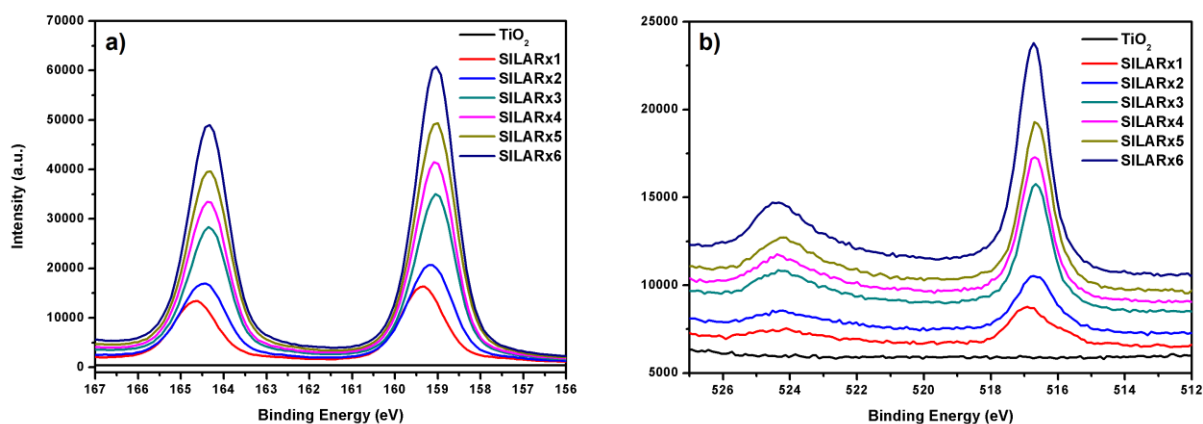 a)
TiO₂
SILARx1
SILARx2
SILARx3
SILARx4
SILARx5
SILARx6
Intensity (a.u.)
70000
60000
50000
40000
30000
20000
10000
0
167 166 165 164 163 162 161 160 159 158 157 156
Binding Energy (eV)
b)
TiO₂
SILARx1
SILARx2
SILARx3
SILARx4
SILARx5
SILARx6
25000
20000
15000
10000
5000
526 524 522 520 518 516 514 512
Binding Energy (eV)